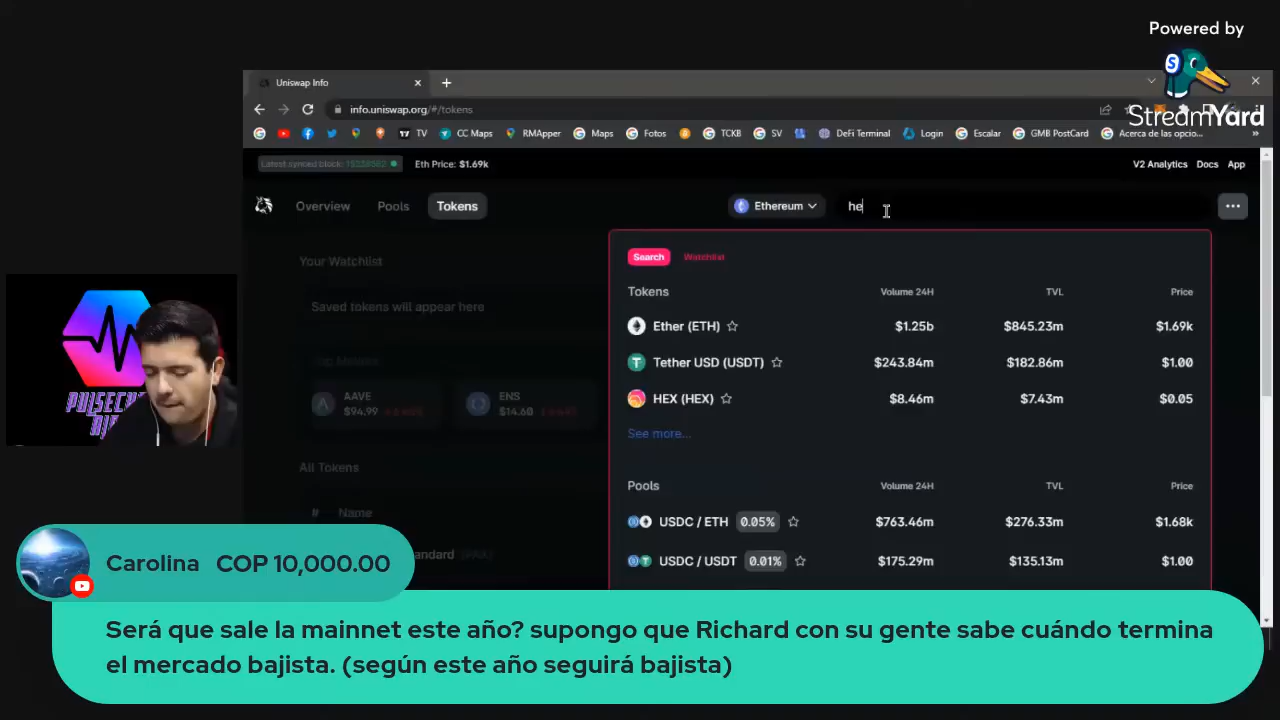 Powered by
StreamYard
Uniswap Info
info.uniswap.org/#/tokens
TV CC Maps RMApper Maps Fotos TCKB SV DeFi Terminal Login Escalar GMB PostCard Acerca de las opcio...
Latest synced block: Eth Price: $1.69k V2 Analytics Docs App
Overview Pools Tokens Ethereum he
Your Watchlist
Saved tokens will appear here
AAVE ENS
$94.99 $14.60
All Tokens
# Name
Search Watchlist
Tokens Volume 24H TVL Price
Ether (ETH) $1.25b $845.23m $1.69k
Tether USD (USDT) $243.84m $182.86m $1.00
HEX (HEX) $8.46m $7.43m $0.05
See more...
Pools Volume 24H TVL Price
USDC / ETH 0.05% $763.46m $276.33m $1.68k
USDC / USDT 0.01% $175.29m $135.13m $1.00
Carolina COP 10,000.00
Será que sale la mainnet este año? supongo que Richard con su gente sabe cuándo termina
el mercado bajista. (según este año seguirá bajista)